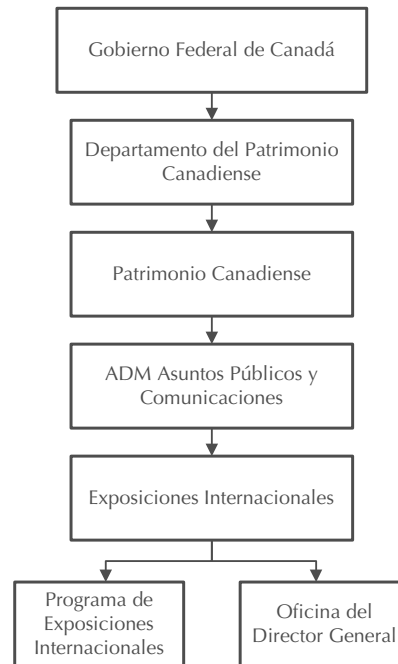 Gobierno Federal de Canadá
Departamento del Patrimonio
Canadiense
Patrimonio Canadiense
ADM Asuntos Públicos y
Comunicaciones
Exposiciones Internacionales
Programa de
Exposiciones
Internacionales
Oficina del
Director General